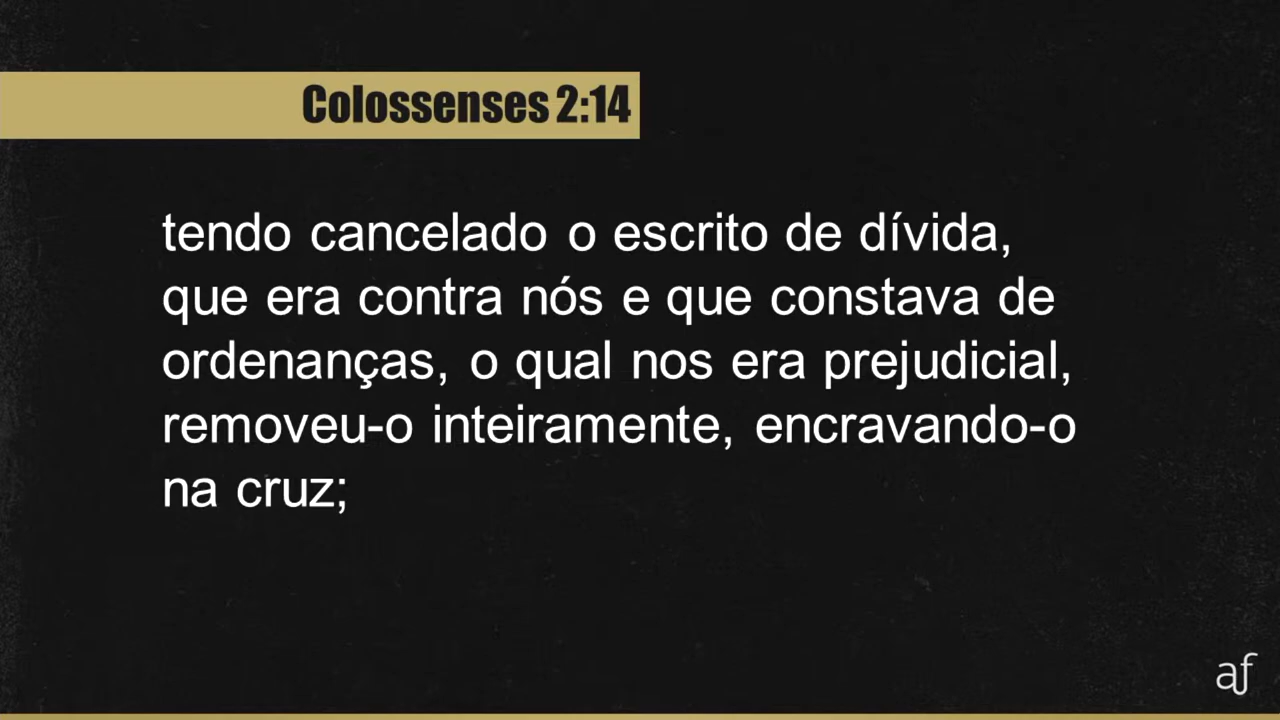 Colossenses 2:14
tendo cancelado o escrito de dívida,
que era contra nós e que constava de
ordenanças, o qual nos era prejudicial,
removeu-o inteiramente, encravando-o
na cruz;
af